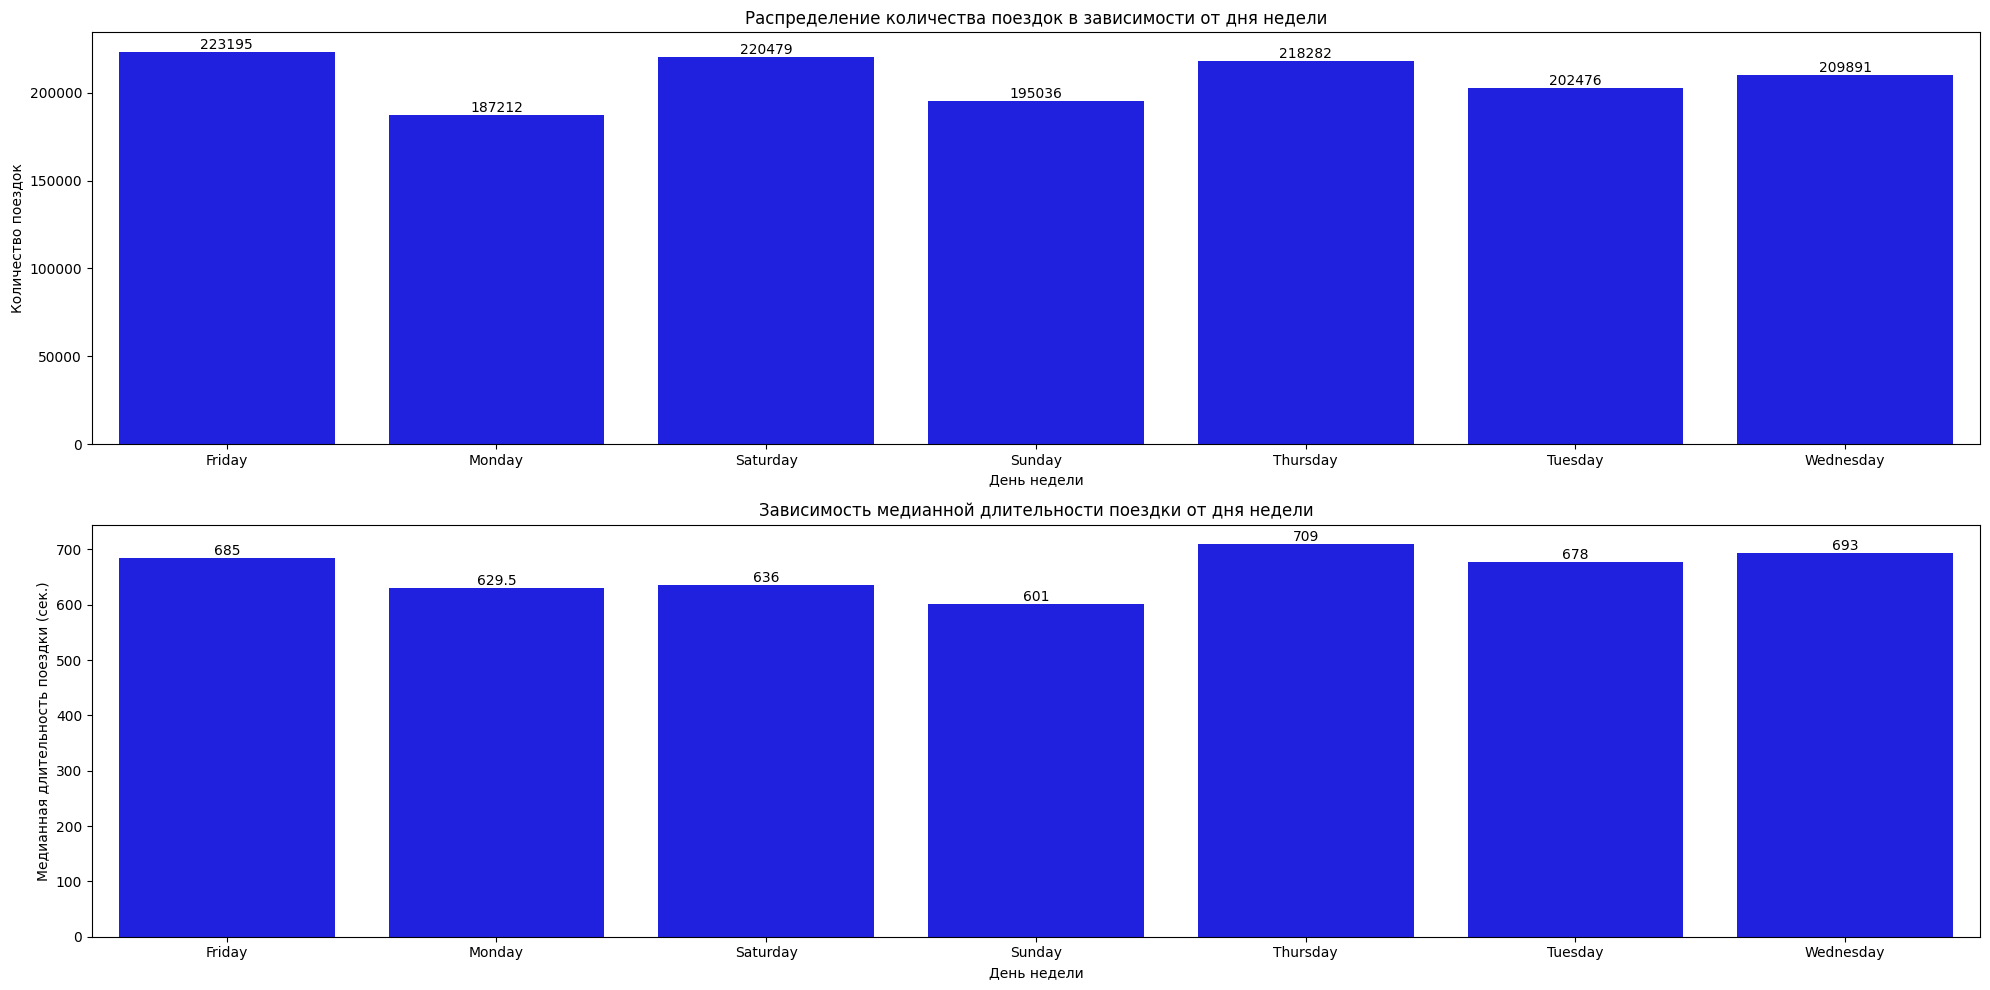 Распределение количества поездок в зависимости от дня недели
Количество поездок
200000
150000
100000
50000
0
223195
187212
220479
195036
218282
202476
209891
Friday
Monday
Saturday
Sunday
Thursday
Tuesday
Wednesday
День недели
Зависимость медианной длительности поездки от дня недели
Медианная длительность поездки (сек.)
700
600
500
400
300
200
100
0
685
629.5
636
601
709
678
693
Friday
Monday
Saturday
Sunday
Thursday
Tuesday
Wednesday
День недели